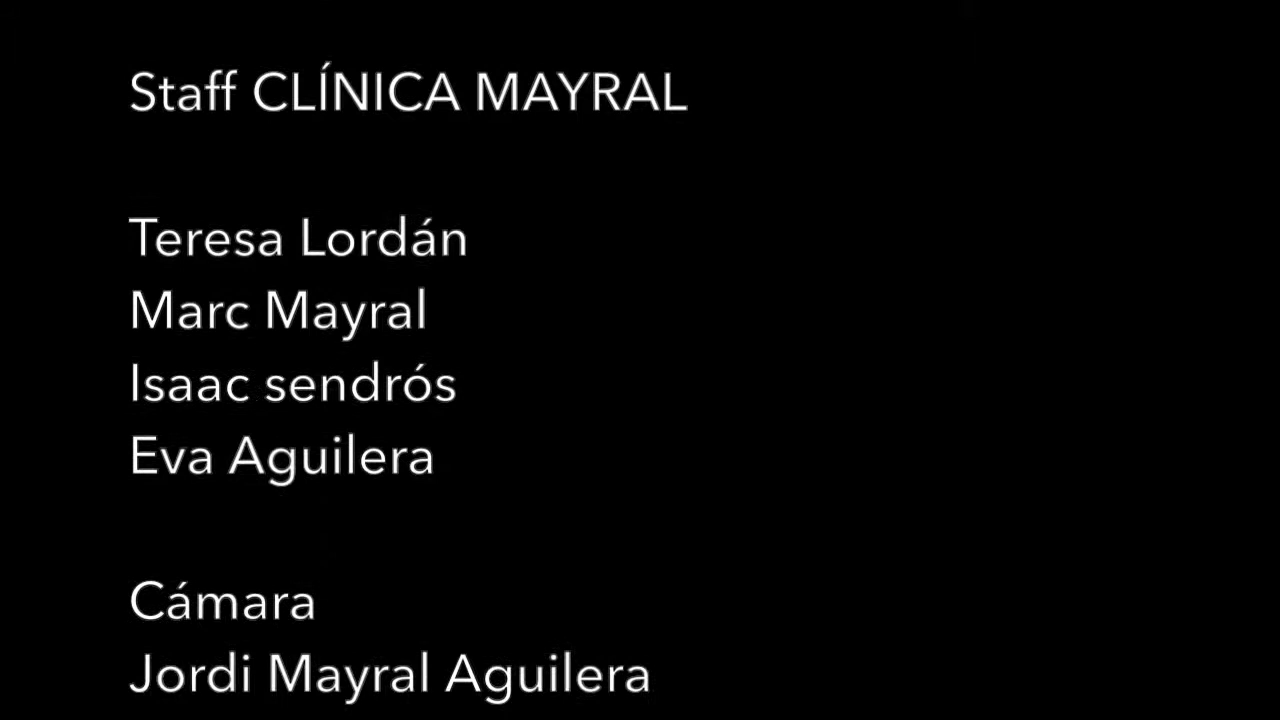 Staff CLÍNICA MAYRAL
Teresa Lordán
Marc Mayral
Isaac sendrós
Eva Aguilera
Cámara
Jordi Mayral Aguilera